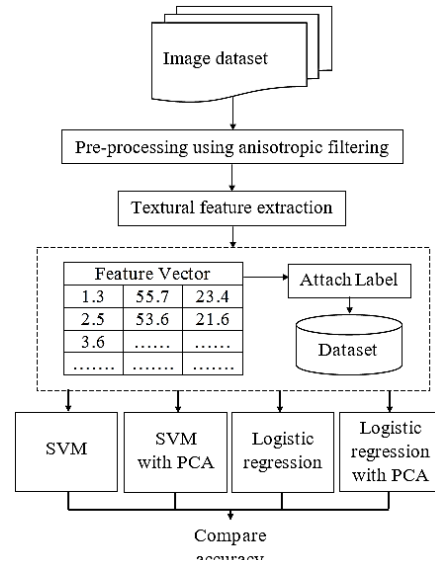 Image dataset
Pre-processing using anisotropic filtering
Textural feature extraction
Feature Vector
1.3 55.7 23.4
2.5 53.6 21.6
3.6 ...... ......
....... ....... .......
Attach Label
Dataset
SVM
SVM
with PCA
Logistic
regression
Logistic
regression
with PCA
Compare
accuracy